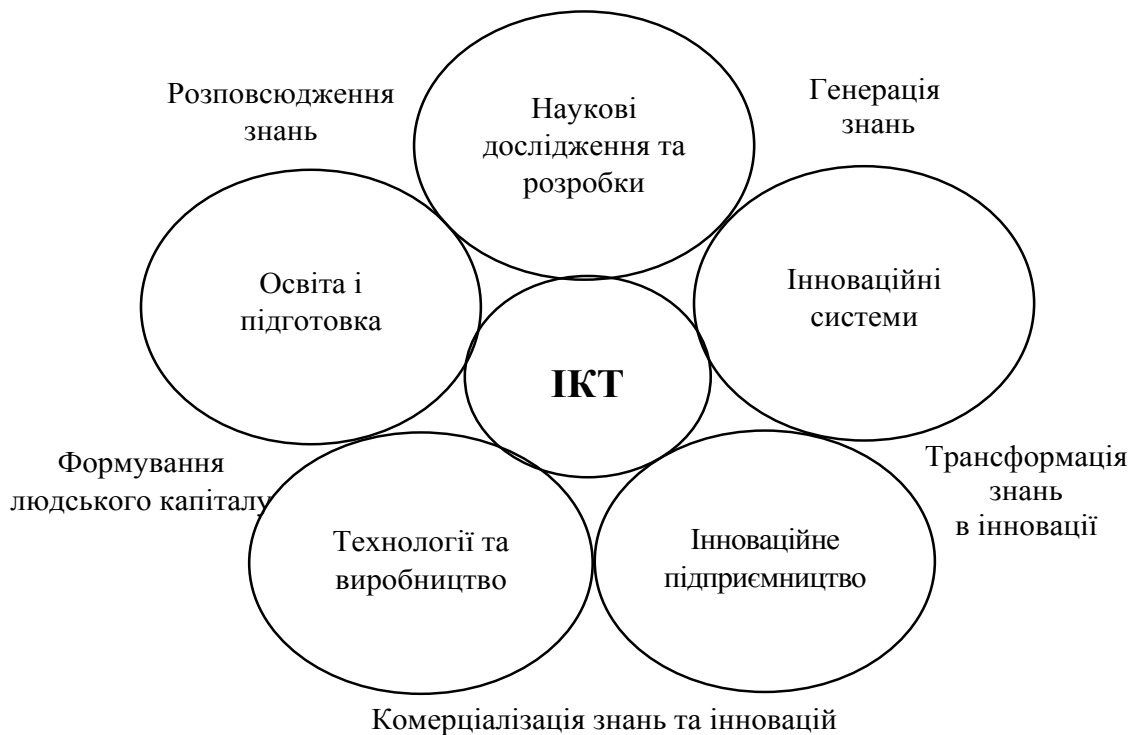 Розповсюдження
знань
Наукові
дослідження та
розробки
Генерація
знань
Освіта і
підготовка
Інноваційні
системи
ІКТ
Формування
людського капіталу
Трансформація
знань
в інновації
Технології та
виробництво
Інноваційне
підприємництво
Комерціалізація знань та інновацій